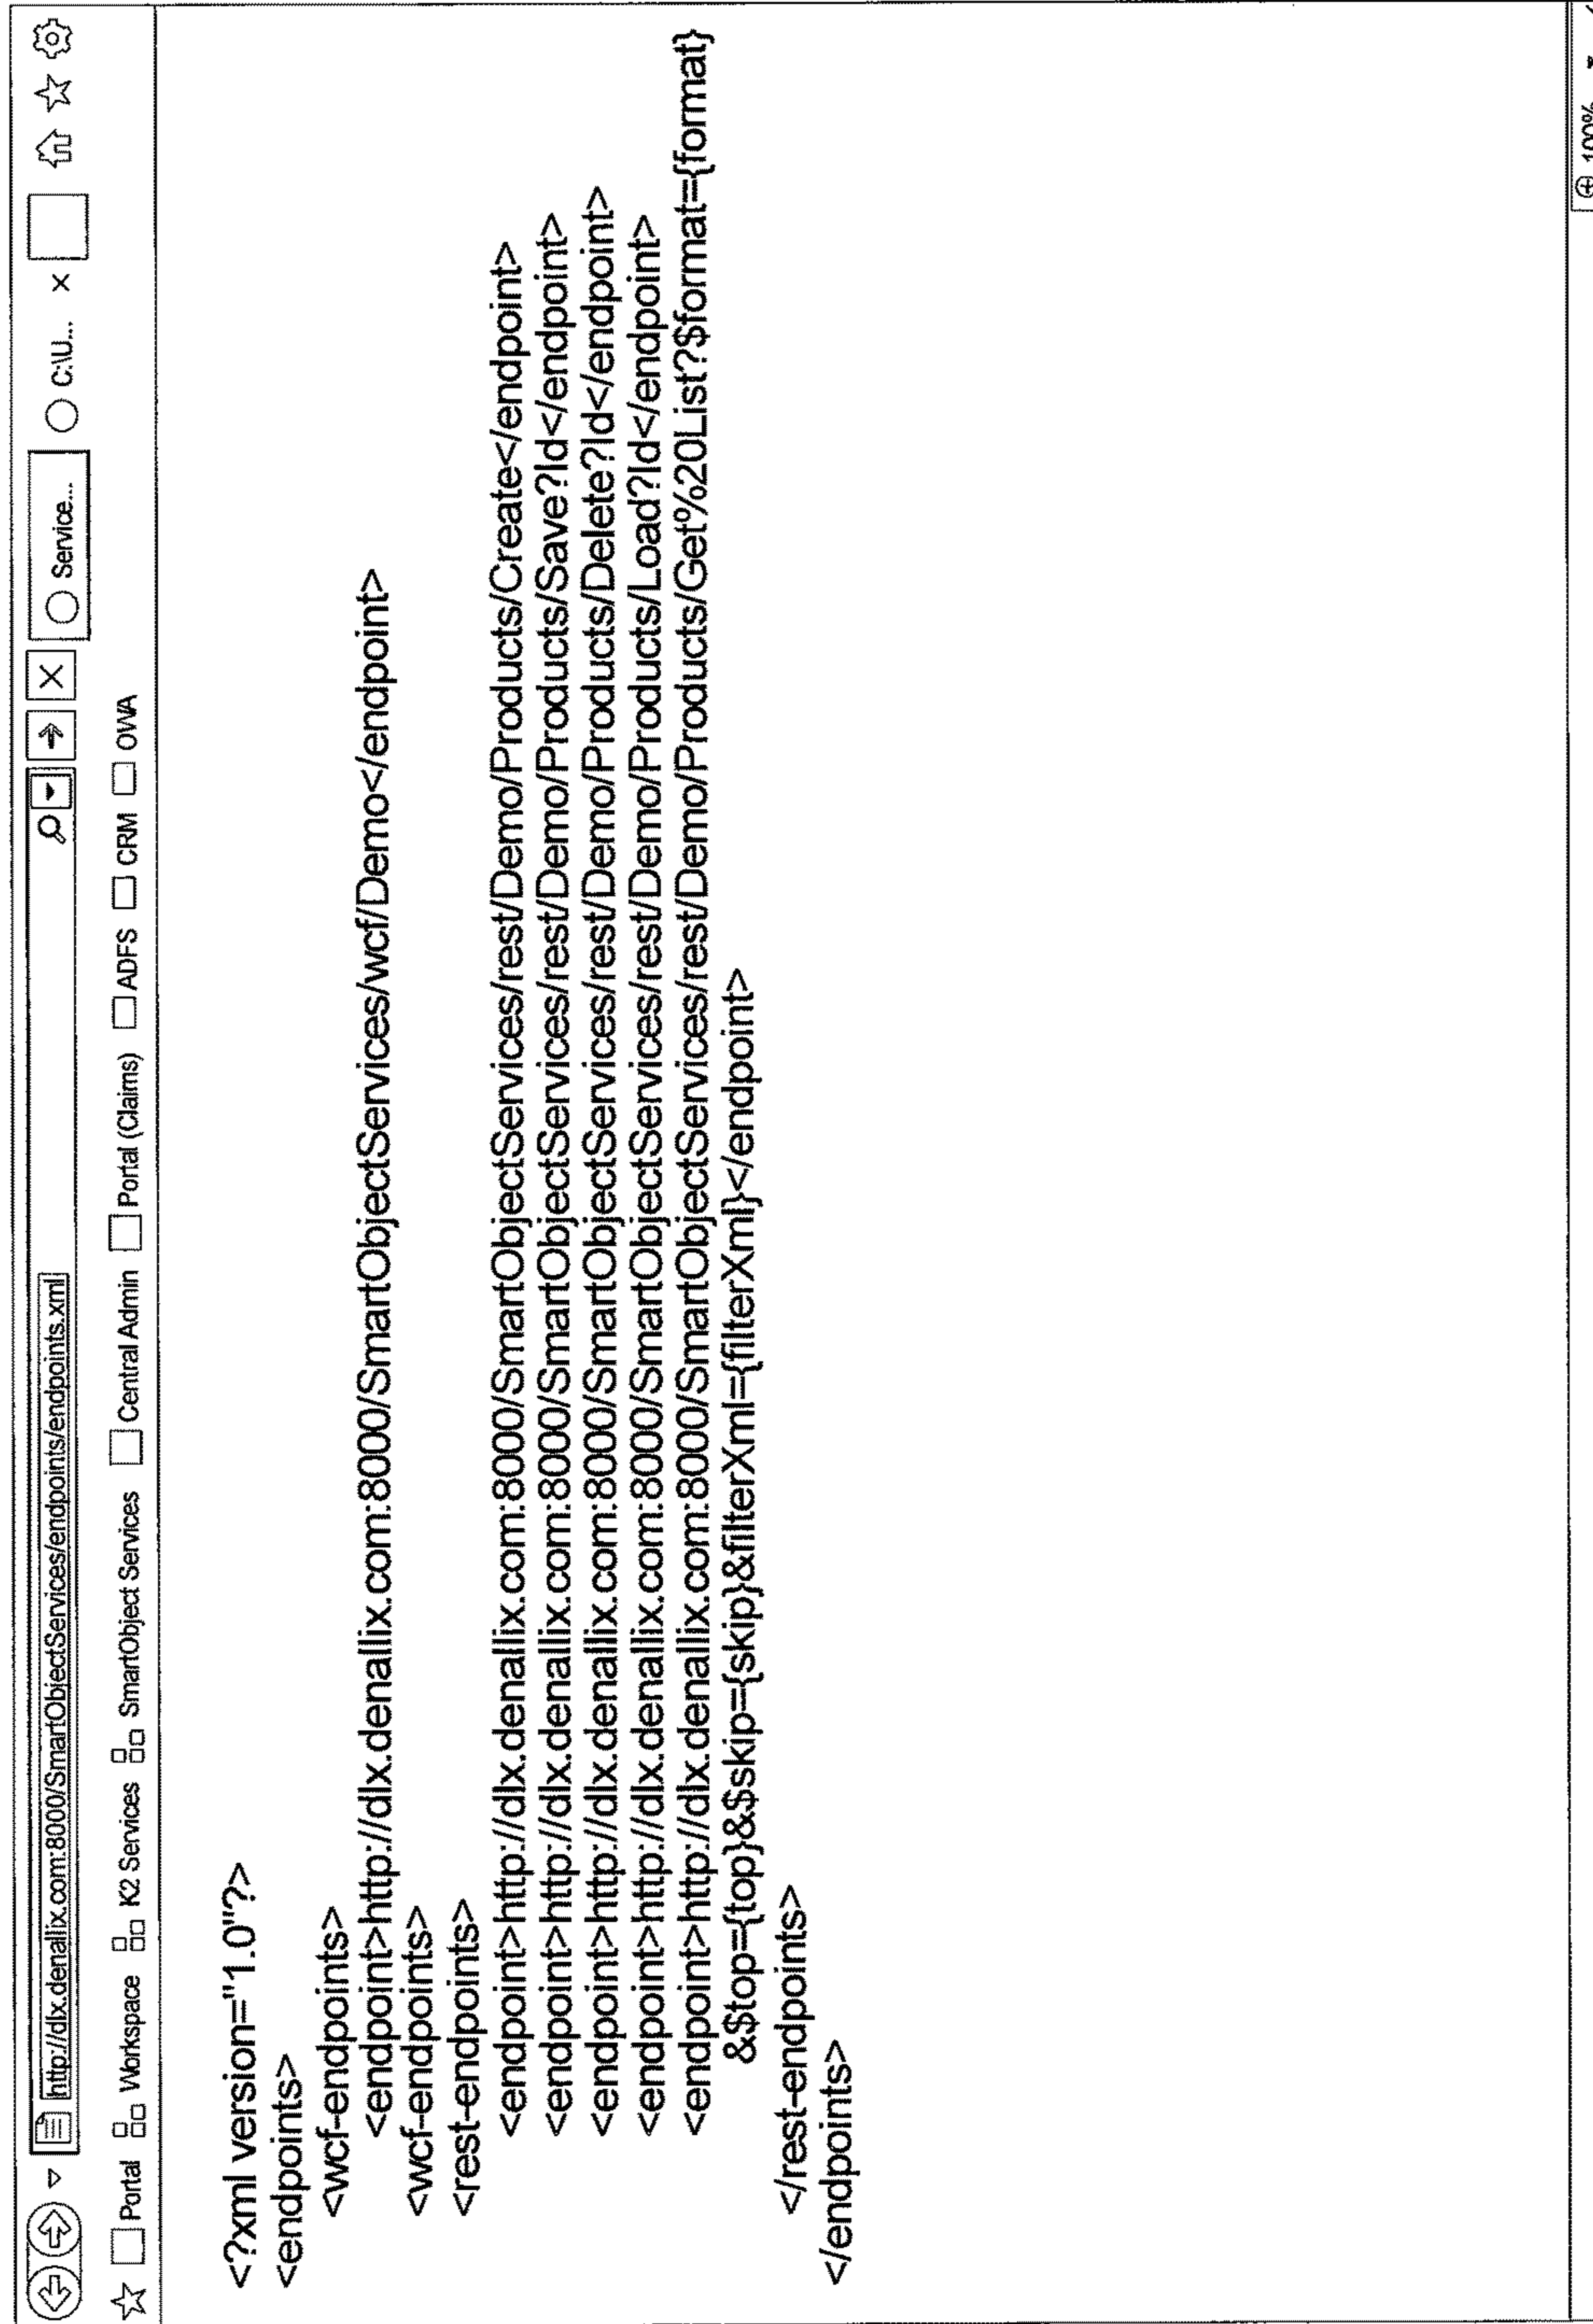 http://dlx.denallix.com:8000/SmartObjectServices/endpoints/endpoints.xml
Service...
C:\U... ×
Portal Workspace K2 Services SmartObject Services Central Admin Portal (Claims) ADFS CRM OWA
<?xml version="1.0"?>
<endpoints>
<wcf-endpoints>
<endpoint>http://dlx.denallix.com:8000/SmartObjectServices/wcf/Demo</endpoint>
<wcf-endpoints>
<rest-endpoints>
<endpoint>http://dlx.denallix.com:8000/SmartObjectServices/rest/Demo/Products/Create</endpoint>
<endpoint>http://dlx.denallix.com:8000/SmartObjectServices/rest/Demo/Products/Save?Id</endpoint>
<endpoint>http://dlx.denallix.com:8000/SmartObjectServices/rest/Demo/Products/Delete?Id</endpoint>
<endpoint>http://dlx.denallix.com:8000/SmartObjectServices/rest/Demo/Products/Load?Id</endpoint>
<endpoint>http://dlx.denallix.com:8000/SmartObjectServices/rest/Demo/Products/Get%20List?$format={format}
&$top={top}&$skip={skip}&filterXml={filterXml}</endpoint>
</rest-endpoints>
</endpoints>
100%